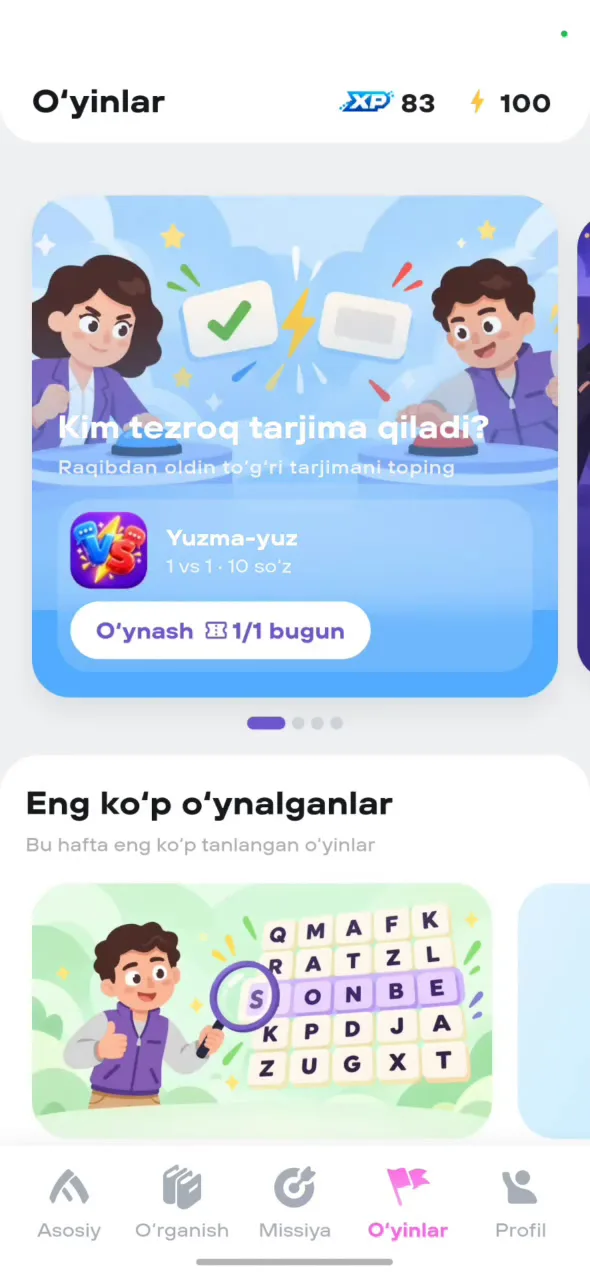 O‘yinlar
XP 83 100
Kim tezroq tarjima qiladi?
Raqibdan oldin to‘g‘ri tarjimani toping
VS
Yuzma-yuz
1 vs 1 · 10 so‘z
O‘ynash 1/1 bugun
Eng ko‘p o‘ynalganlar
Bu hafta eng ko‘p tanlangan o‘yinlar
Q M A F K
R A T Z L
S O N B E
K P D J A
Z U G X T
Asosiy
O‘rganish
Missiya
O‘yinlar
Profil